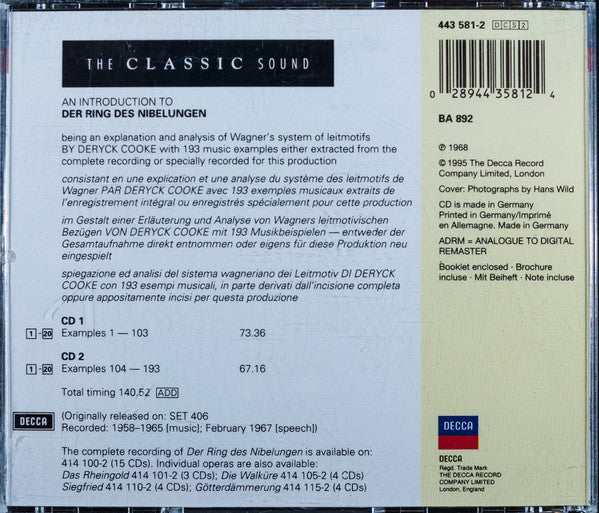 THE CLASSIC SOUND
AN INTRODUCTION TO
DER RING DES NIBELUNGEN
being an explanation and analysis of Wagner's system of leitmotifs
BY DERYCK COOKE with 193 music examples either extracted from the
complete recording or specially recorded for this production
consistant en une explication et une analyse du système des leitmotifs de
Wagner PAR DERYCK COOKE avec 193 exemples musicaux extraits de
l'enregistrement intégral ou enregistrés spécialement pour cette production
im Gestalt einer Erläuterung und Analyse von Wagners leitmotivischen
Bezügen VON DERYCK COOKE mit 193 Musikbeispielen — entweder der
Gesamtaufnahme direkt entnommen oder eigens für diese Produktion neu
eingespielt
spiegazione ed analisi del sistema wagneriano dei Leitmotiv DI DERYCK
COOKE con 193 esempi musicali, in parte derivati dall'incisione completa
oppure appositamente incisi per questa produzione
CD 1
1-20 Examples 1 — 103 73.36
CD 2
1-20 Examples 104 — 193 67.16
Total timing 140.52 ADD
DECCA
(Originally released on: SET 406
Recorded: 1958–1965 [music]; February 1967 [speech])
The complete recording of Der Ring des Nibelungen is available on:
414 100-2 (15 CDs). Individual operas are also available:
Das Rheingold 414 101-2 (3 CDs); Die Walküre 414 105-2 (4 CDs)
Siegfried 414 110-2 (4 CDs); Götterdämmerung 414 115-2 (4 CDs)
443 581-2 DCS2
0 28944 35812 4
BA 892
℗ 1968
© 1995 The Decca Record
Company Limited, London
Cover: Photographs by Hans Wild
CD is made in Germany
Printed in Germany/Imprimé
en Allemagne. Made in Germany
ADRM = ANALOGUE TO DIGITAL
REMASTER
Booklet enclosed · Brochure
incluse · Mit Beiheft · Note incluse
DECCA
DECCA
Regd. Trade Mark
THE DECCA RECORD
COMPANY LIMITED
London, England